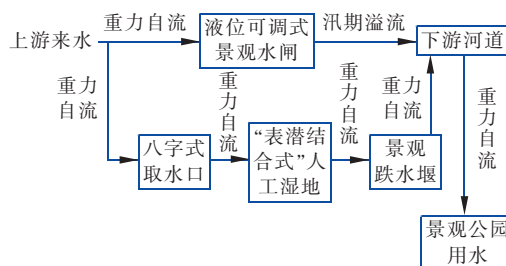 上游来水
重力自流
液位可调式
景观水闸
汛期溢流
下游河道
重力
自流
重力自流
重力自流
重力
自流
重力自流
八字式
取水口
“表潜结
合式”人
工湿地
景观
跌水堰
景观公园
用水